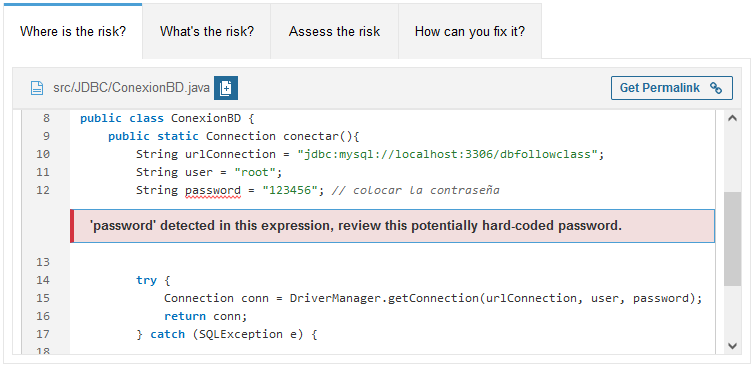 Where is the risk?
What's the risk?
Assess the risk
How can you fix it?
src/JDBC/ConexionBD.java
Get Permalink
8 public class ConexionBD {
9 public static Connection conectar(){
10 String urlConnection = "jdbc:mysql://localhost:3306/dbfollowclass";
11 String user = "root";
12 String password = "123456"; // colocar la contraseña
'password' detected in this expression, review this potentially hard-coded password.
13
14 try {
15 Connection conn = DriverManager.getConnection(urlConnection, user, password);
16 return conn;
17 } catch (SQLException e) {
18